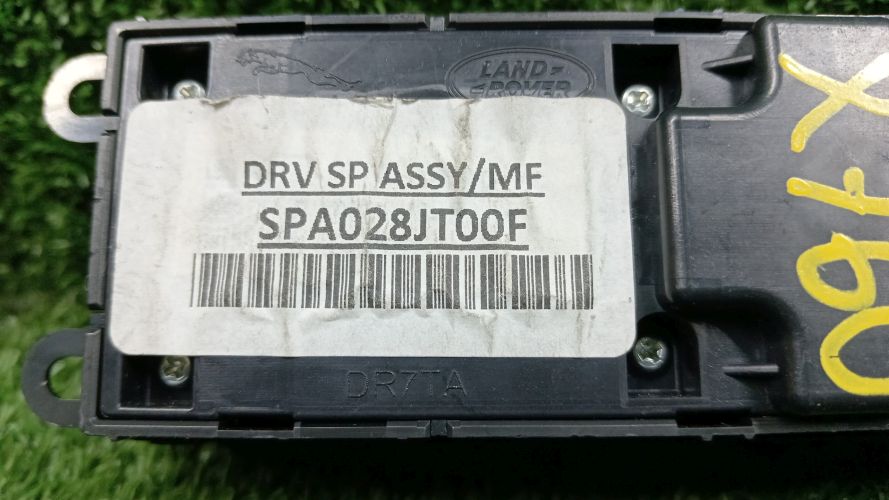 LAND
ROVER
DRV SP ASSY/MF
SPA028JT00F
DR7TA
X760